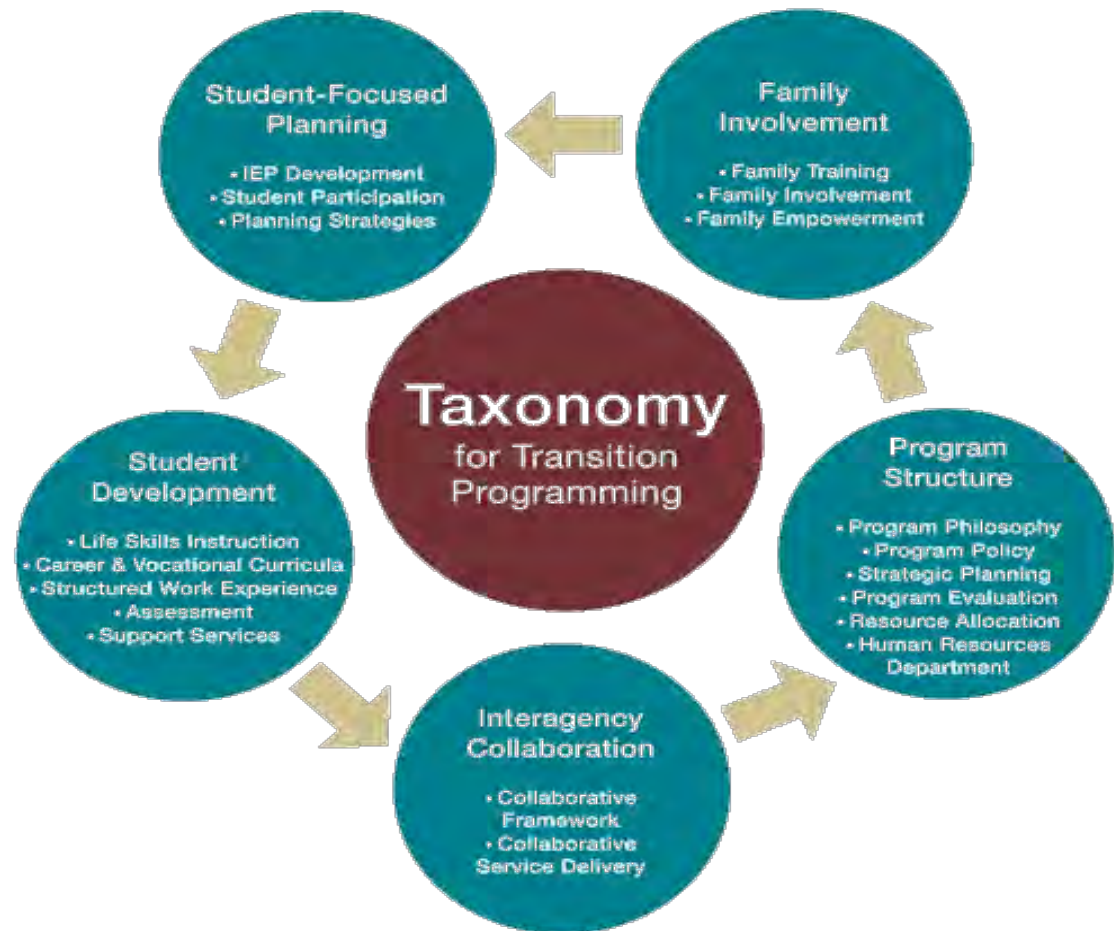 Student-Focused
Planning
• IEP Development
• Student Participation
• Planning Strategies
Family
Involvement
• Family Training
• Family Involvement
• Family Empowerment
Taxonomy
for Transition
Programming
Student
Development
• Life Skills Instruction
• Career & Vocational Curricula
• Structured Work Experience
• Assessment
• Support Services
Program
Structure
• Program Philosophy
• Program Policy
• Strategic Planning
• Program Evaluation
• Resource Allocation
• Human Resources
Department
Interagency
Collaboration
• Collaborative
Framework
• Collaborative
Service Delivery